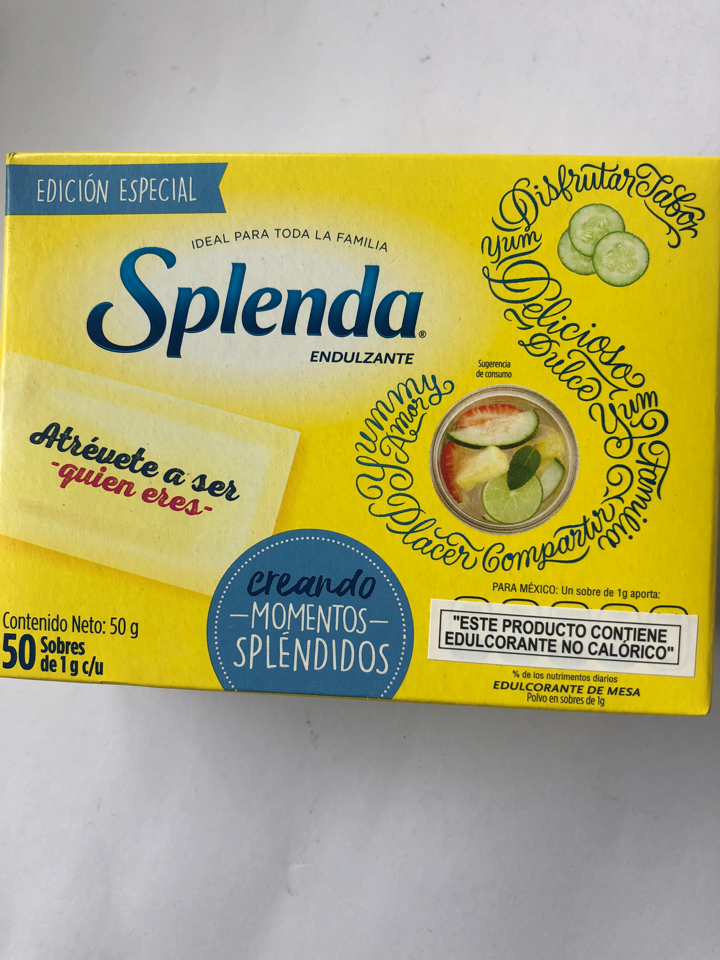 EDICIÓN ESPECIAL
IDEAL PARA TODA LA FAMILIA
Splenda®
ENDULZANTE
Disfrutar Sabor
Yum
Delicioso
Dulce Yum
Familia
Compartir
Placer
Yummy
Amor
Sugerencia
de consumo
Atrévete a ser
-quien eres-
creando
—MOMENTOS—
SPLÉNDIDOS
Contenido Neto: 50 g
50 Sobres
de 1 g c/u
PARA MÉXICO: Un sobre de 1g aporta:
"ESTE PRODUCTO CONTIENE
EDULCORANTE NO CALÓRICO"
% de los nutrimentos diarios
EDULCORANTE DE MESA
Polvo en sobres de 1g